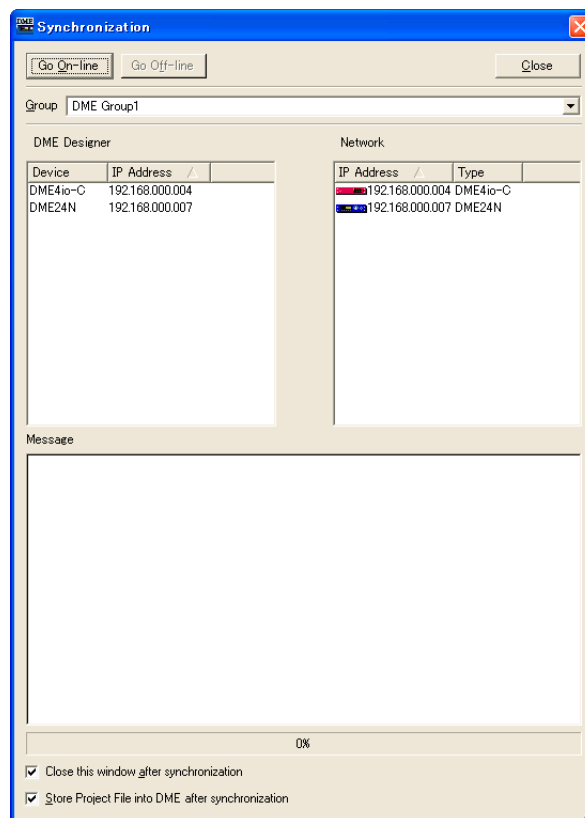 DME Synchronization
Go On-line Go Off-line Close
Group DME Group1
DME Designer Network
Device IP Address IP Address Type
DME4io-C 192.168.000.004 192.168.000.004 DME4io-C
DME24N 192.168.000.007 192.168.000.007 DME24N
Message
0%
Close this window after synchronization
Store Project File into DME after synchronization